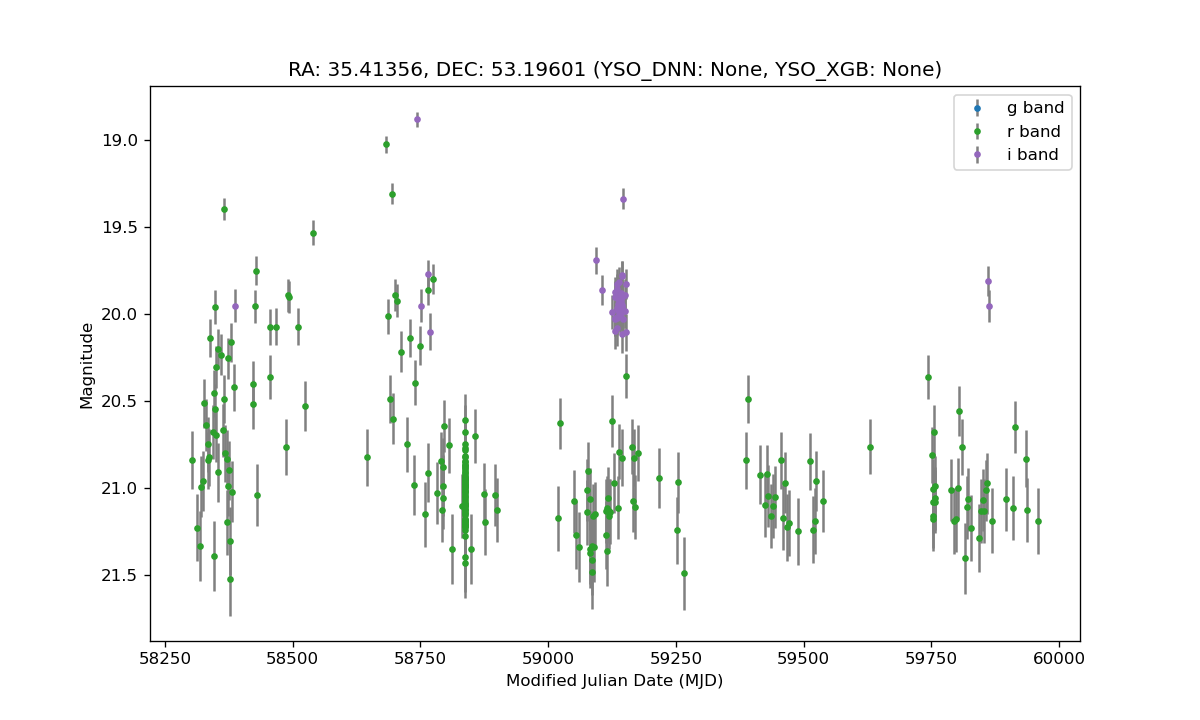 RA: 35.41356, DEC: 53.19601 (YSO_DNN: None, YSO_XGB: None)
g band
r band
i band
19.0
19.5
20.0
20.5
21.0
21.5
Magnitude
58250 58500 58750 59000 59250 59500 59750 60000
Modified Julian Date (MJD)